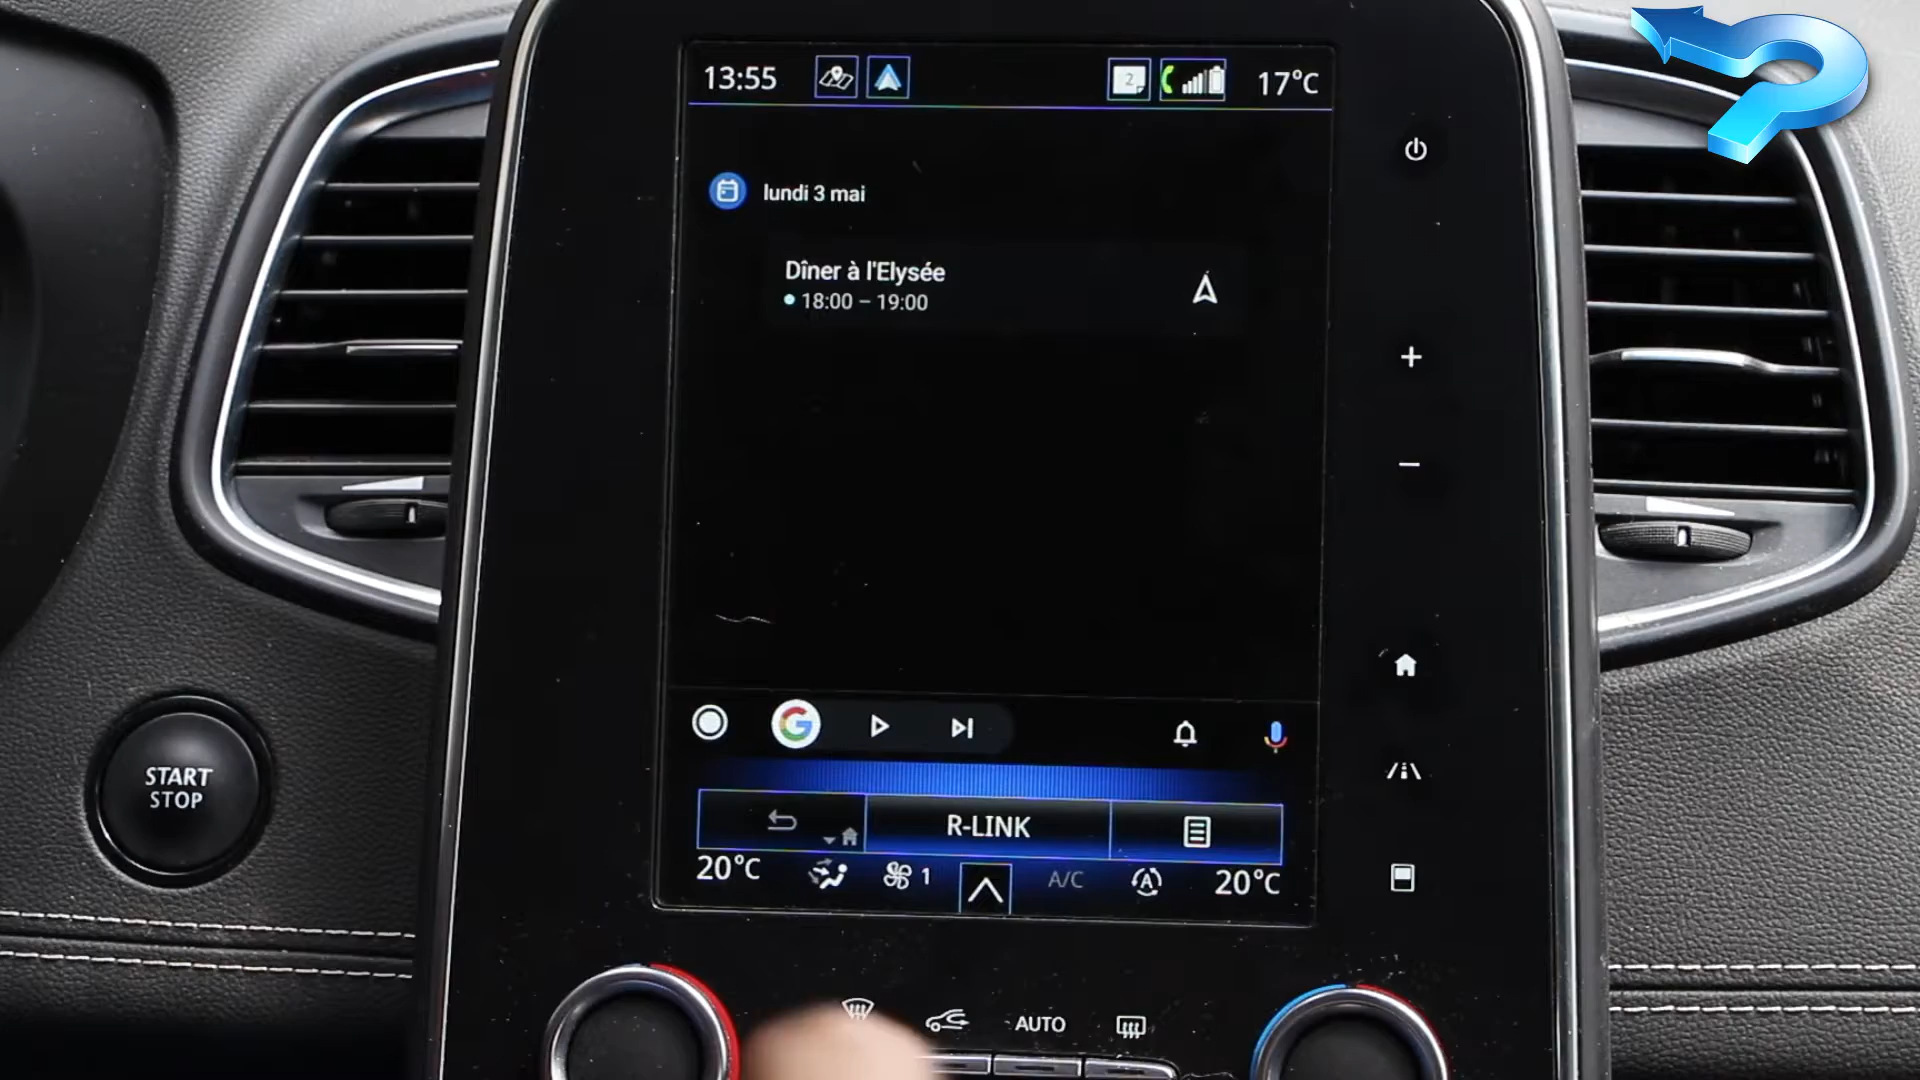 13:55
2
17°C
lundi 3 mai
Dîner à l'Elysée
18:00 – 19:00
START
STOP
R-LINK
20°C
1
A/C
A
20°C
AUTO